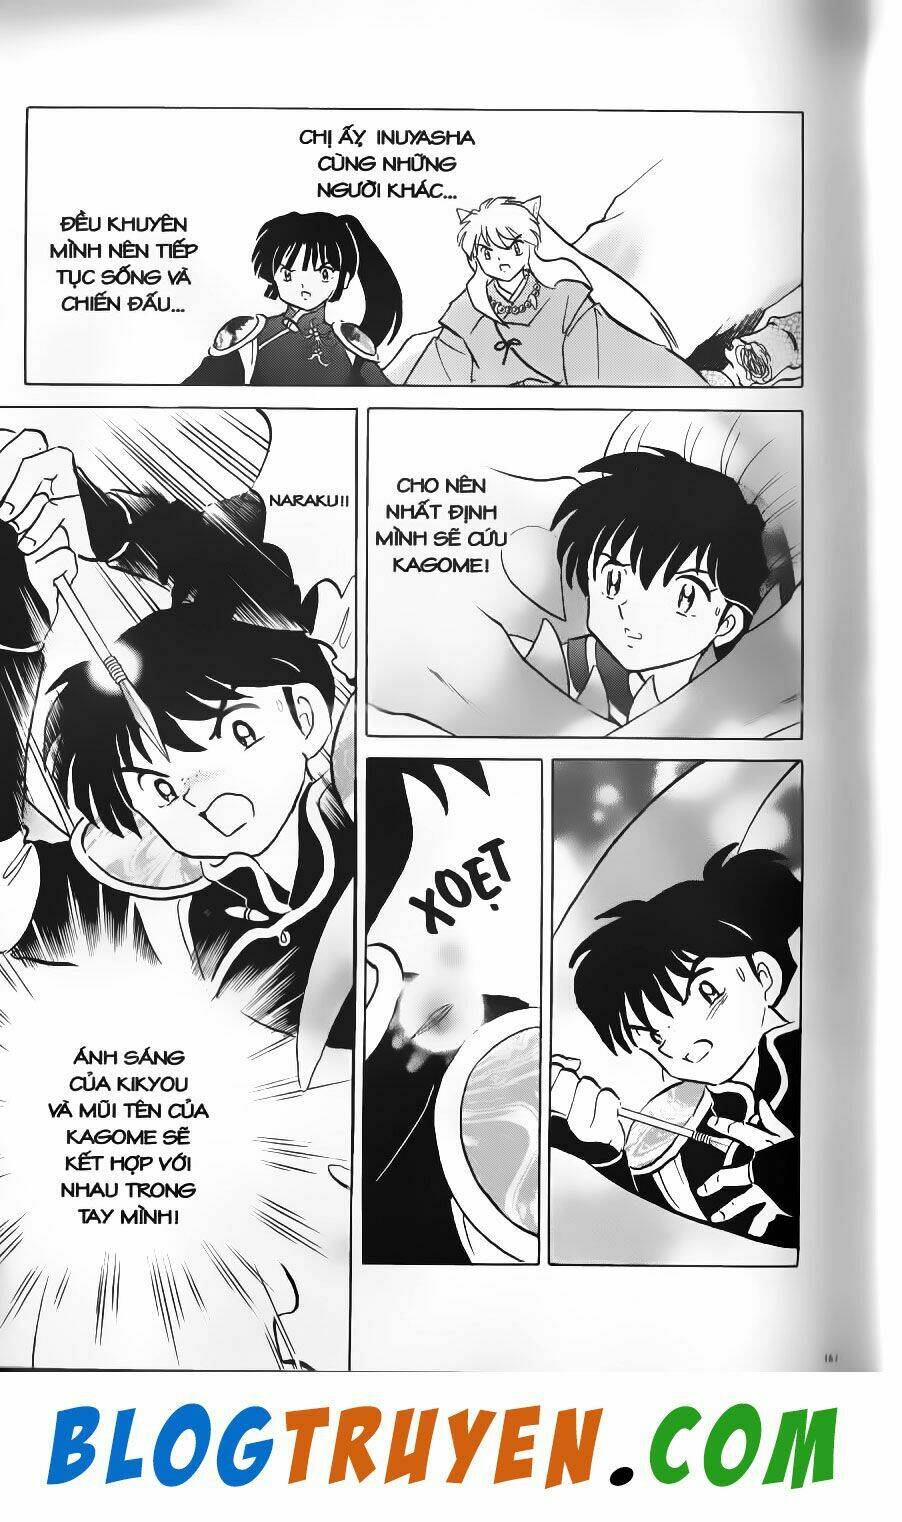 CHỊ ẤY, INUYASHA
CÙNG NHỮNG
NGƯỜI KHÁC...
ĐỀU KHUYÊN
MÌNH NÊN TIẾP
TỤC SỐNG VÀ
CHIẾN ĐẤU...
CHO NÊN
NHẤT ĐỊNH
MÌNH SẼ CỨU
KAGOME!
NARAKU!!
XOẸT
ÁNH SÁNG
CỦA KIKYOU
VÀ MŨI TÊN CỦA
KAGOME SẼ
KẾT HỢP VỚI
NHAU TRONG
TAY MÌNH!
BLOGTRUYEN.COM